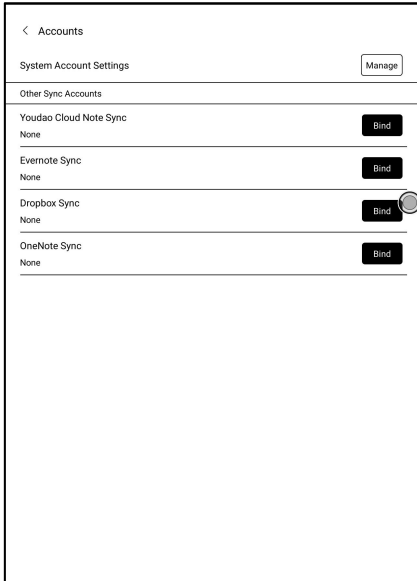 Accounts
System Account Settings
Manage
Other Sync Accounts
Youdao Cloud Note Sync
None
Bind
Evernote Sync
None
Bind
Dropbox Sync
None
Bind
OneNote Sync
None
Bind